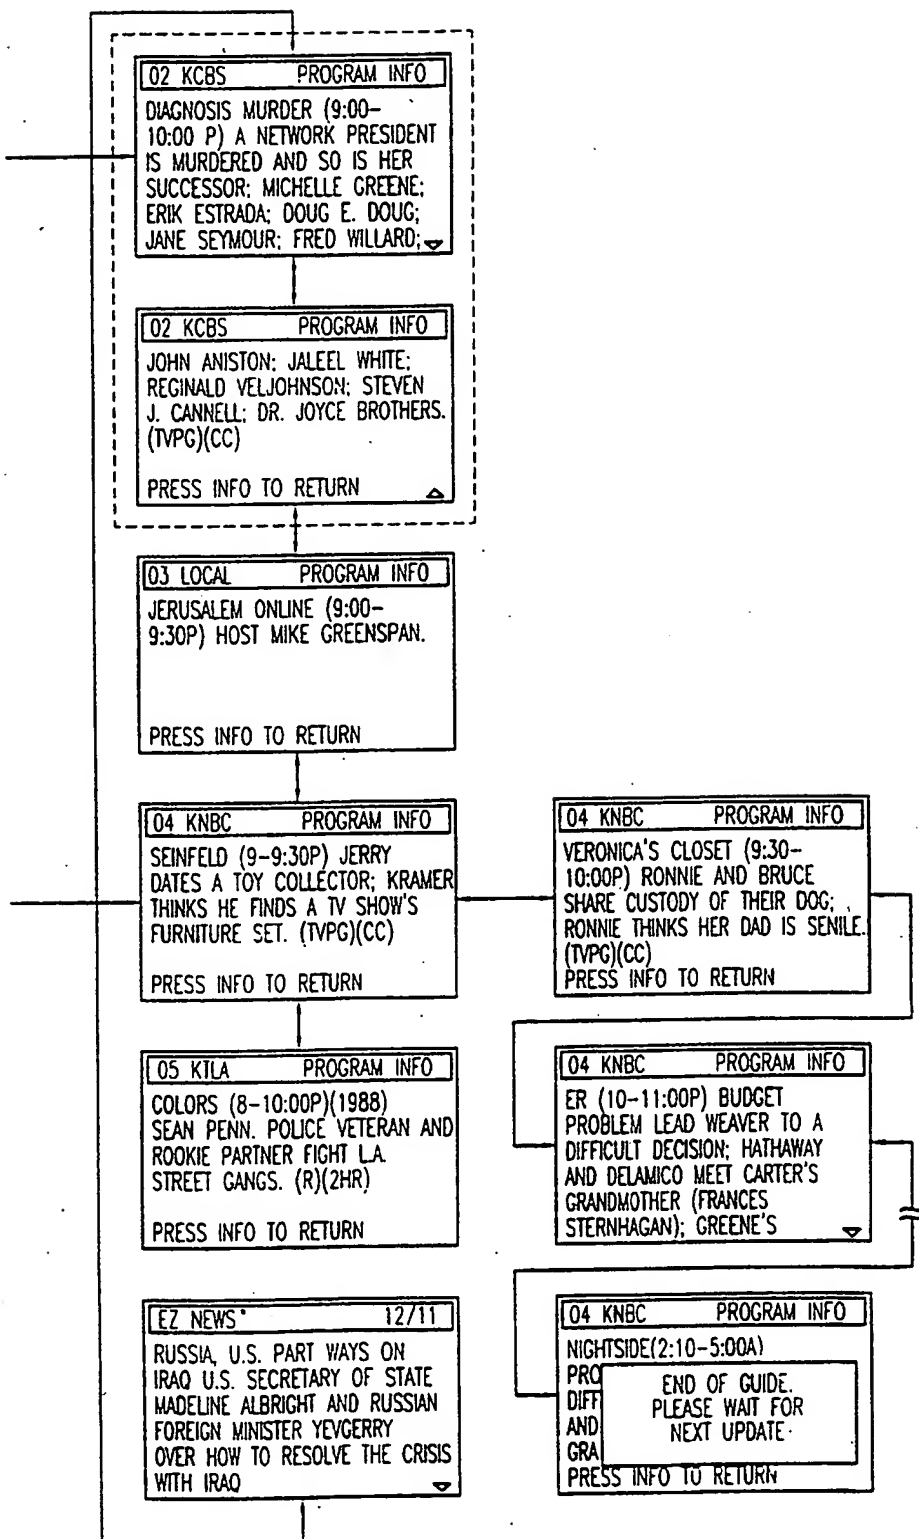 02 KCBS PROGRAM INFO
DIAGNOSIS MURDER (9:00-
10:00 P) A NETWORK PRESIDENT
IS MURDERED AND SO IS HER
SUCCESSOR; MICHELLE GREENE;
ERIK ESTRADA; DOUG E. DOUG;
JANE SEYMOUR; FRED WILLARD;
02 KCBS PROGRAM INFO
JOHN ANISTON; JALEEL WHITE;
REGINALD VELJOHNSON; STEVEN
J. CANNELL; DR. JOYCE BROTHERS.
(TVPG)(CC)
PRESS INFO TO RETURN
03 LOCAL PROGRAM INFO
JERUSALEM ONLINE (9:00-
9:30P) HOST MIKE GREENSPAN.
PRESS INFO TO RETURN
04 KNBC PROGRAM INFO
SEINFELD (9-9:30P) JERRY
DATES A TOY COLLECTOR; KRAMER
THINKS HE FINDS A TV SHOW'S
FURNITURE SET. (TVPG)(CC)
PRESS INFO TO RETURN
04 KNBC PROGRAM INFO
VERONICA'S CLOSET (9:30-
10:00P) RONNIE AND BRUCE
SHARE CUSTODY OF THEIR DOG;
RONNIE THINKS HER DAD IS SENILE.
(TVPG)(CC)
PRESS INFO TO RETURN
05 KTLA PROGRAM INFO
COLORS (8-10:00P)(1988)
SEAN PENN. POLICE VETERAN AND
ROOKIE PARTNER FIGHT L.A.
STREET GANGS. (R)(2HR)
PRESS INFO TO RETURN
04 KNBC PROGRAM INFO
ER (10-11:00P) BUDGET
PROBLEM LEAD WEAVER TO A
DIFFICULT DECISION; HATHAWAY
AND DELAMICO MEET CARTER'S
GRANDMOTHER (FRANCES
STERNHAGAN); GREENE'S
EZ NEWS 12/11
RUSSIA, U.S. PART WAYS ON
IRAQ U.S. SECRETARY OF STATE
MADELINE ALBRIGHT AND RUSSIAN
FOREIGN MINISTER YEVGERRY
OVER HOW TO RESOLVE THE CRISIS
WITH IRAQ
04 KNBC PROGRAM INFO
NIGHTSIDE(2:10-5:00A)
PRO
DIFF
AND
GRA
END OF GUIDE.
PLEASE WAIT FOR
NEXT UPDATE
PRESS INFO TO RETURN